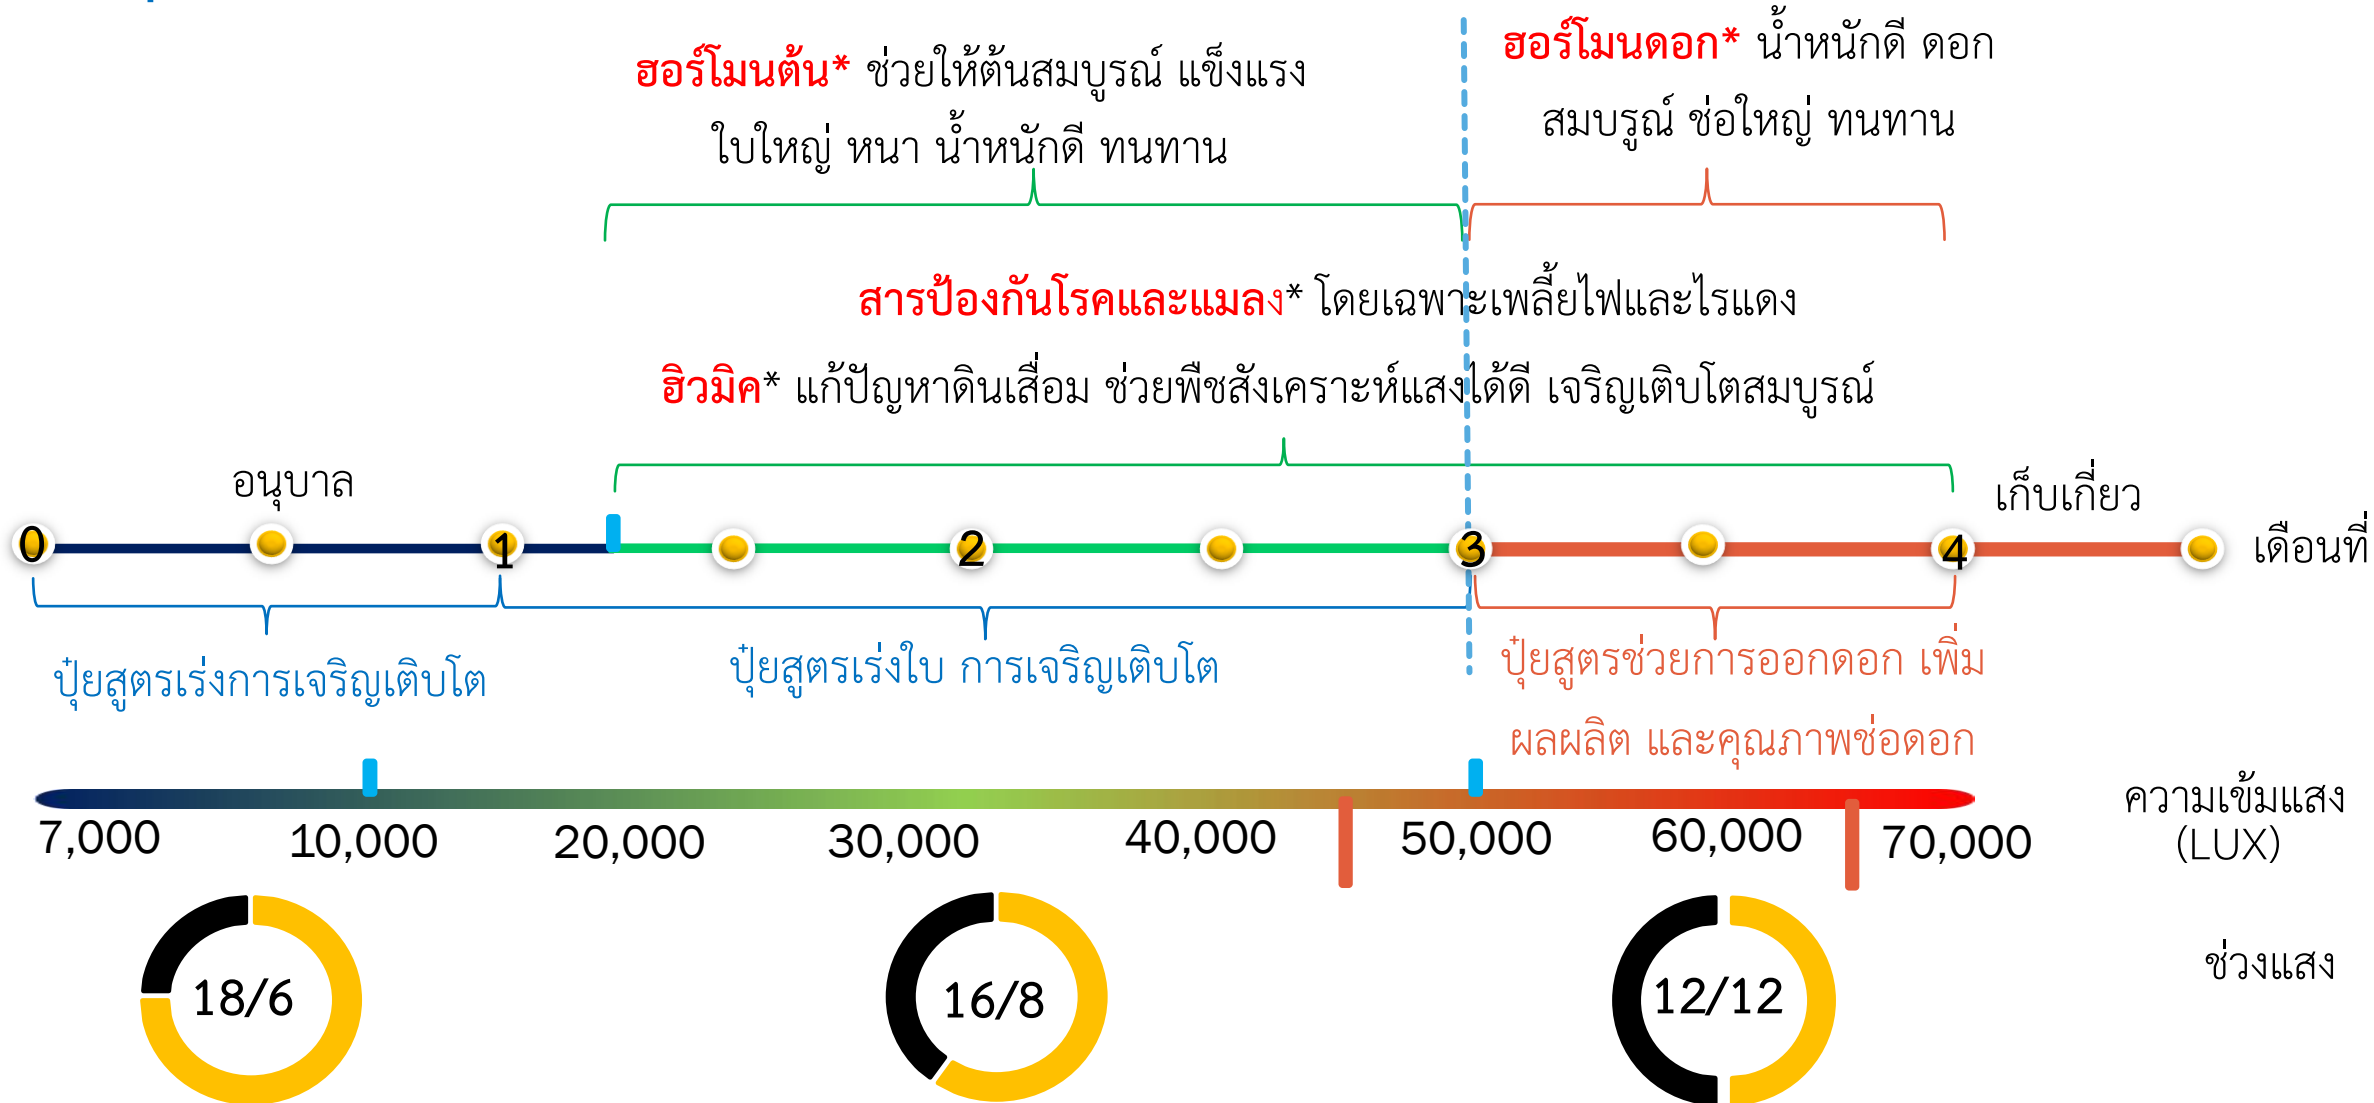 ฮอร์โมนต้น* ช่วยให้ต้นสมบูรณ์ แข็งแรง
ใบใหญ่ หนา น้ำหนักดี ทนทาน
ฮอร์โมนดอก* น้ำหนักดี ดอก
สมบรูณ์ ช่อใหญ่ ทนทาน
สารป้องกันโรคและแมลง* โดยเฉพาะเพลี้ยไฟและไรแดง
ฮิวมิค* แก้ปัญหาดินเสื่อม ช่วยพืชสังเคราะห์แสงได้ดี เจริญเติบโตสมบูรณ์
อนุบาล
เก็บเกี่ยว
0 1 2 3 4 เดือนที่
ปุ๋ยสูตรเร่งการเจริญเติบโต
ปุ๋ยสูตรเร่งใบ การเจริญเติบโต
ปุ๋ยสูตรช่วยการออกดอก เพิ่ม
ผลผลิต และคุณภาพช่อดอก
7,000 10,000 20,000 30,000 40,000 50,000 60,000 70,000
ความเข้มแสง
(LUX)
18/6 16/8 12/12
ช่วงแสง